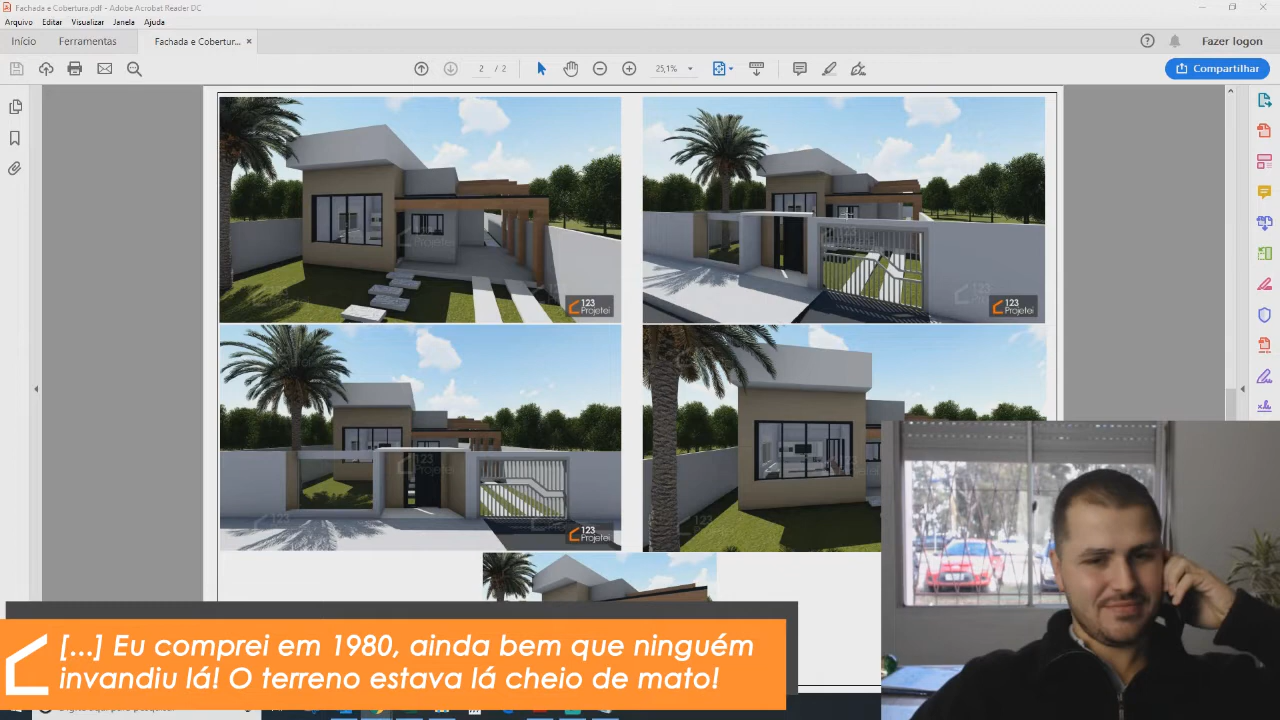 Fachada e Cobertura.pdf - Adobe Acrobat Reader DC
Arquivo Editar Visualizar Janela Ajuda
Início Ferramentas Fachada e Cobertur... × Fazer logon
2 / 2 25,1% Compartilhar
123
Projetei
123
Projetei
123
Projetei
[...] Eu comprei em 1980, ainda bem que ninguém
invandiu lá! O terreno estava lá cheio de mato!